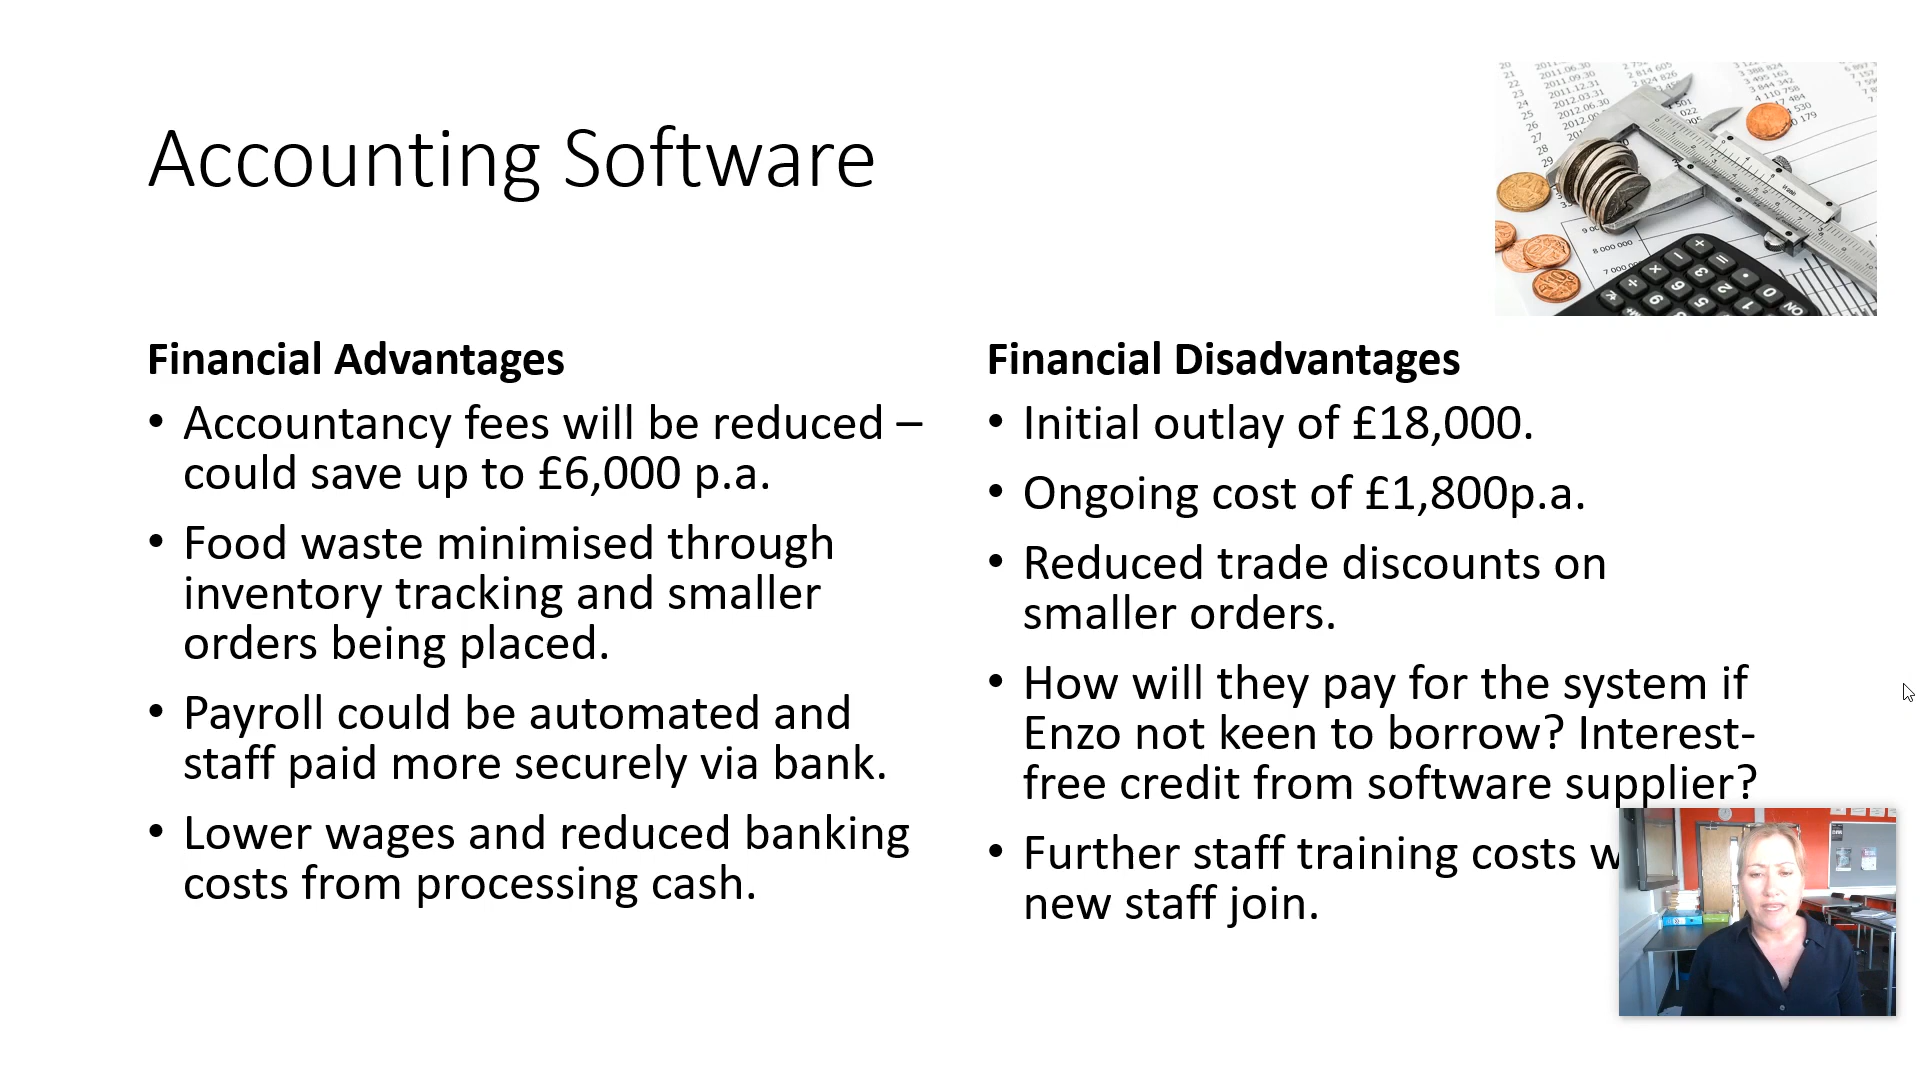 Accounting Software
Financial Advantages
• Accountancy fees will be reduced –
could save up to £6,000 p.a.
• Food waste minimised through
inventory tracking and smaller
orders being placed.
• Payroll could be automated and
staff paid more securely via bank.
• Lower wages and reduced banking
costs from processing cash.
Financial Disadvantages
• Initial outlay of £18,000.
• Ongoing cost of £1,800p.a.
• Reduced trade discounts on
smaller orders.
• How will they pay for the system if
Enzo not keen to borrow? Interest-
free credit from software supplier?
• Further staff training costs
new staff join.